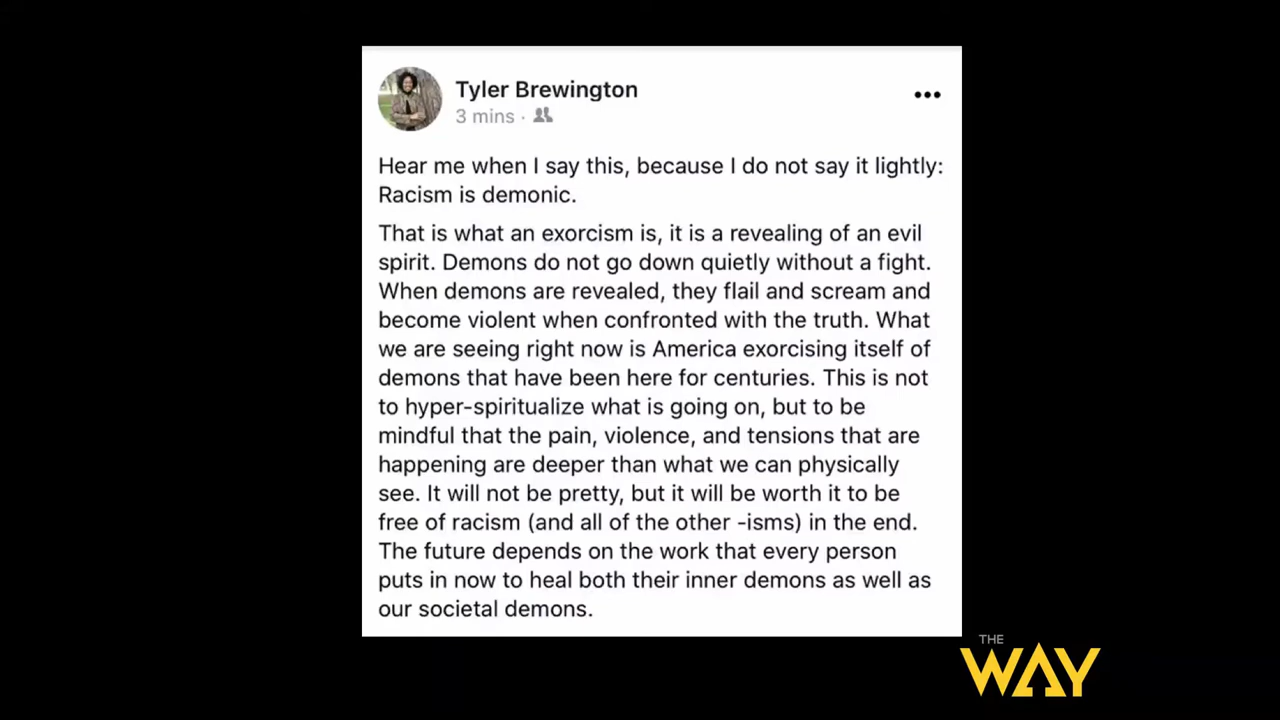 Tyler Brewington
3 mins ·
Hear me when I say this, because I do not say it lightly:
Racism is demonic.
That is what an exorcism is, it is a revealing of an evil
spirit. Demons do not go down quietly without a fight.
When demons are revealed, they flail and scream and
become violent when confronted with the truth. What
we are seeing right now is America exorcising itself of
demons that have been here for centuries. This is not
to hyper-spiritualize what is going on, but to be
mindful that the pain, violence, and tensions that are
happening are deeper than what we can physically
see. It will not be pretty, but it will be worth it to be
free of racism (and all of the other -isms) in the end.
The future depends on the work that every person
puts in now to heal both their inner demons as well as
our societal demons.
THE
WAY